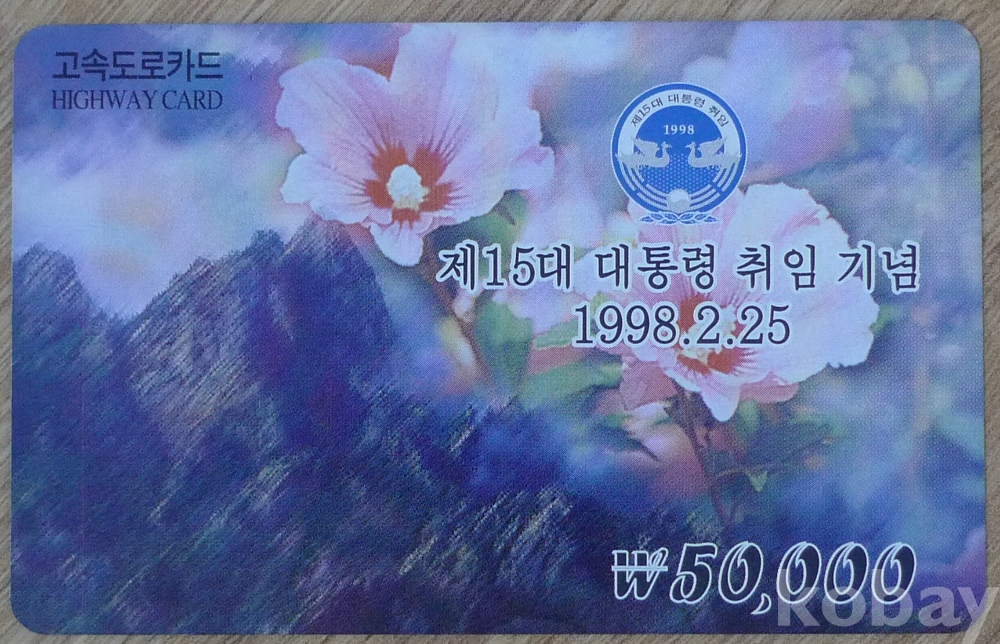 고속도로카드
HIGHWAY CARD
제15대 대통령 취임
1998
제15대 대통령 취임 기념
1998.2.25
₩50,000
kobay